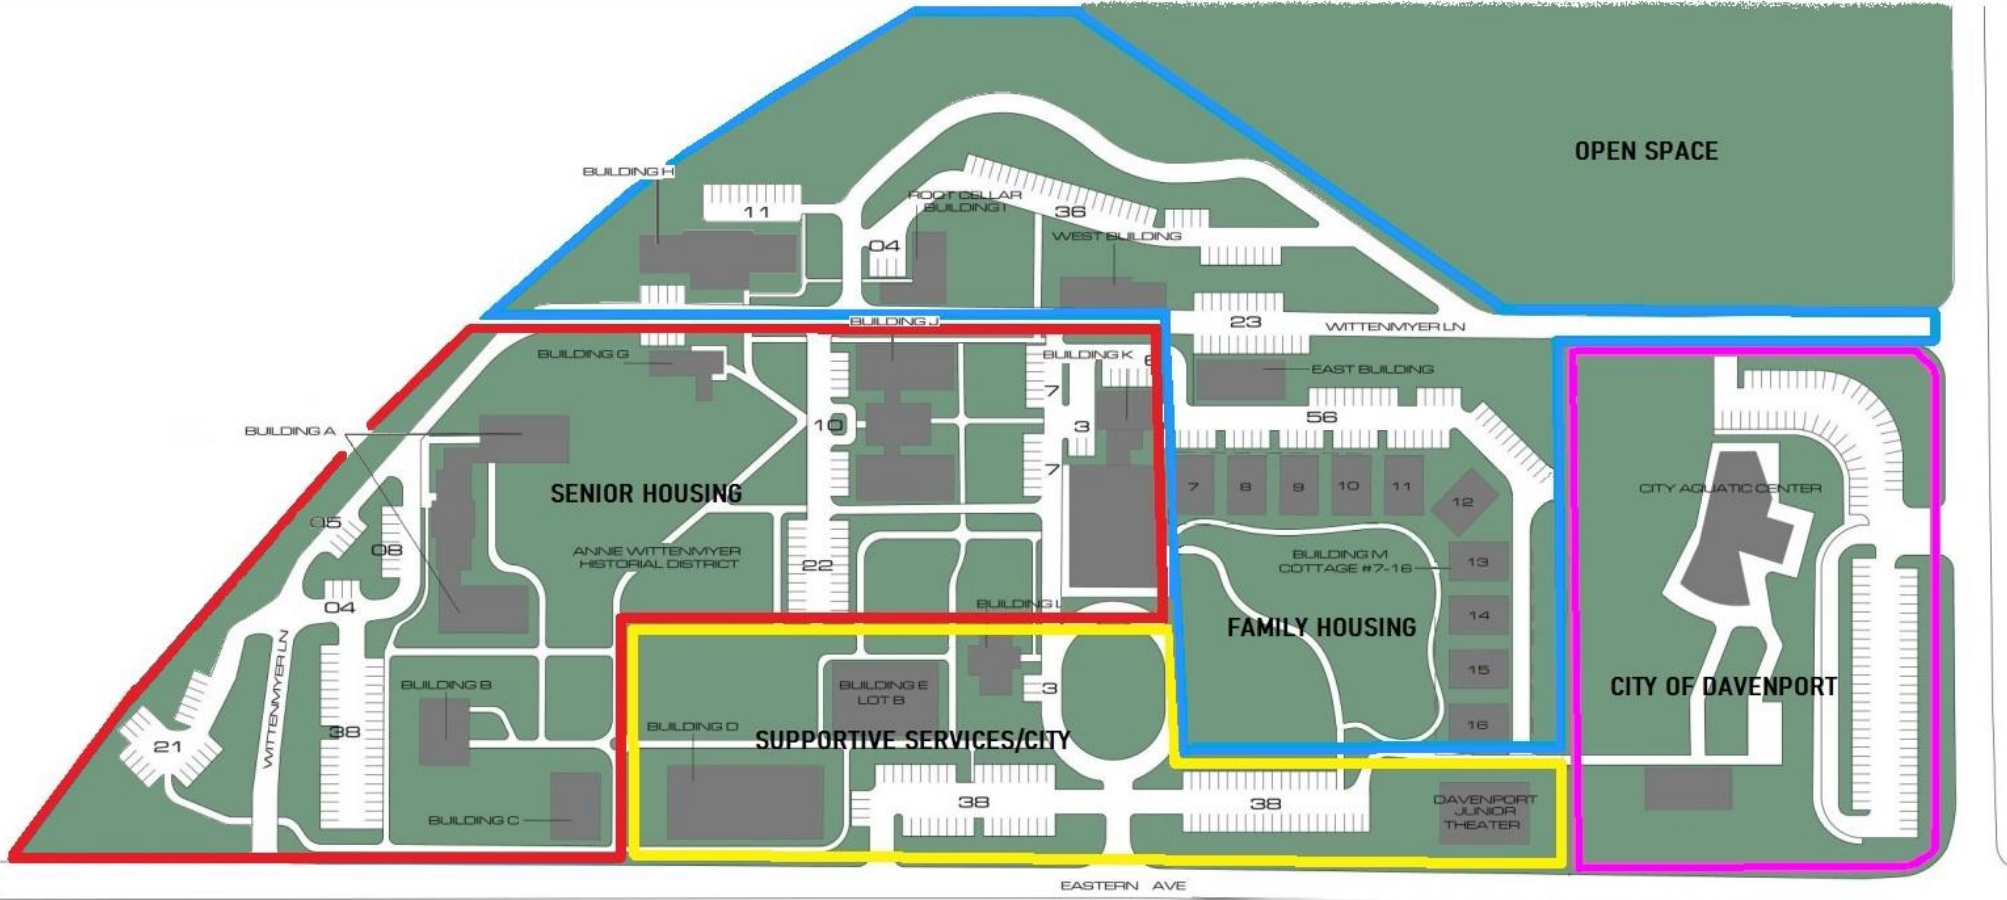 OPEN SPACE
BUILDING H
ROOT CELLAR
BUILDING I
11
36
WEST BUILDING
04
BUILDING J
23
WITTENMYER LN
BUILDING G
BUILDING K
6
EAST BUILDING
7
BUILDING A
10
3
56
7
SENIOR HOUSING
7
8
9
10
11
12
CITY AQUATIC CENTER
05
08
ANNIE WITTENMYER
HISTORIAL DISTRICT
22
BUILDING M
COTTAGE #7-16
13
04
BUILDING L
14
FAMILY HOUSING
WITTENMYER LN
BUILDING B
BUILDING E
LOT B
3
15
CITY OF DAVENPORT
21
38
BUILDING D
SUPPORTIVE SERVICES/CITY
16
38
38
DAVENPORT
JUNIOR
THEATER
BUILDING C
EASTERN AVE